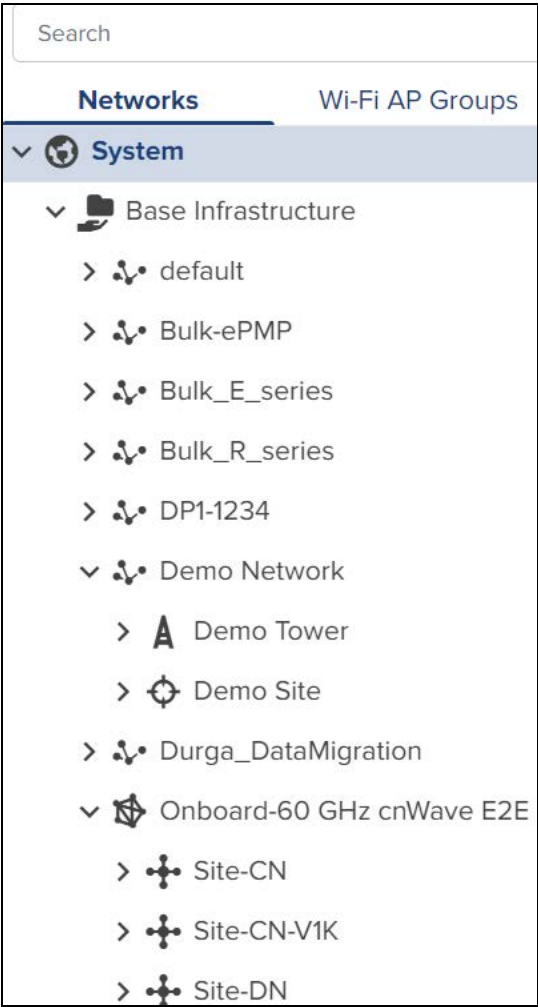 Search
Networks Wi-Fi AP Groups
System
Base Infrastructure
default
Bulk-ePMP
Bulk_E_series
Bulk_R_series
DP1-1234
Demo Network
Demo Tower
Demo Site
Durga_DataMigration
Onboard-60 GHz cnWave E2E
Site-CN
Site-CN-V1K
Site-DN